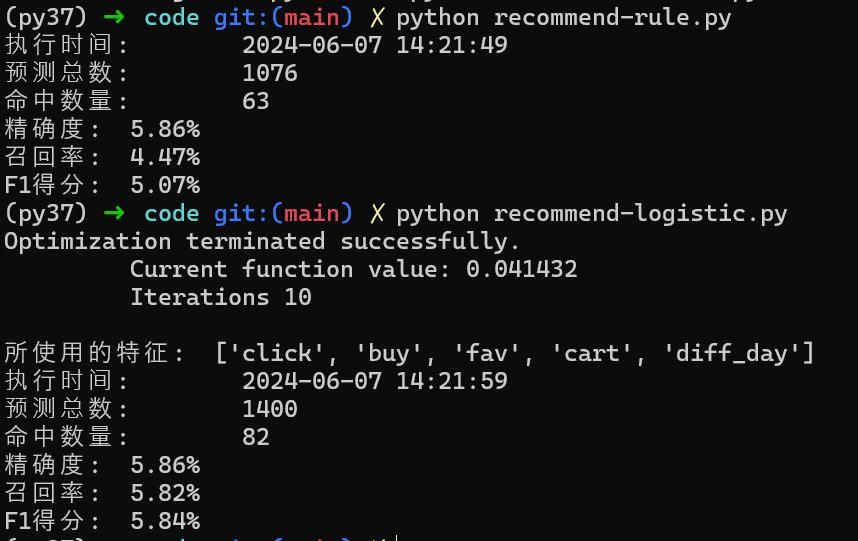 (py37) ➜ code git:(main) ✗ python recommend-rule.py
执行时间: 2024-06-07 14:21:49
预测总数: 1076
命中数量: 63
精确度: 5.86%
召回率: 4.47%
F1得分: 5.07%
(py37) ➜ code git:(main) ✗ python recommend-logistic.py
Optimization terminated successfully.
Current function value: 0.041432
Iterations 10
所使用的特征: ['click', 'buy', 'fav', 'cart', 'diff_day']
执行时间: 2024-06-07 14:21:59
预测总数: 1400
命中数量: 82
精确度: 5.86%
召回率: 5.82%
F1得分: 5.84%